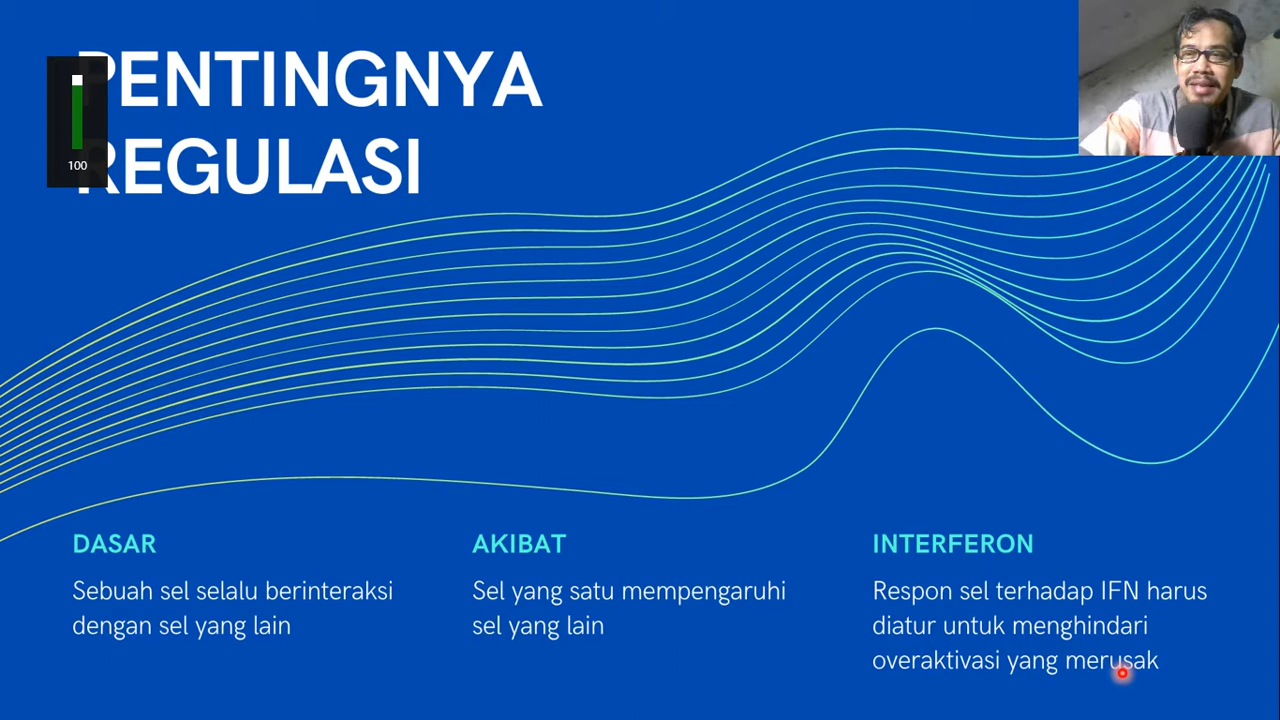 PENTINGNYA
REGULASI
100
DASAR
Sebuah sel selalu berinteraksi
dengan sel yang lain
AKIBAT
Sel yang satu mempengaruhi
sel yang lain
INTERFERON
Respon sel terhadap IFN harus
diatur untuk menghindari
overaktivasi yang merusak